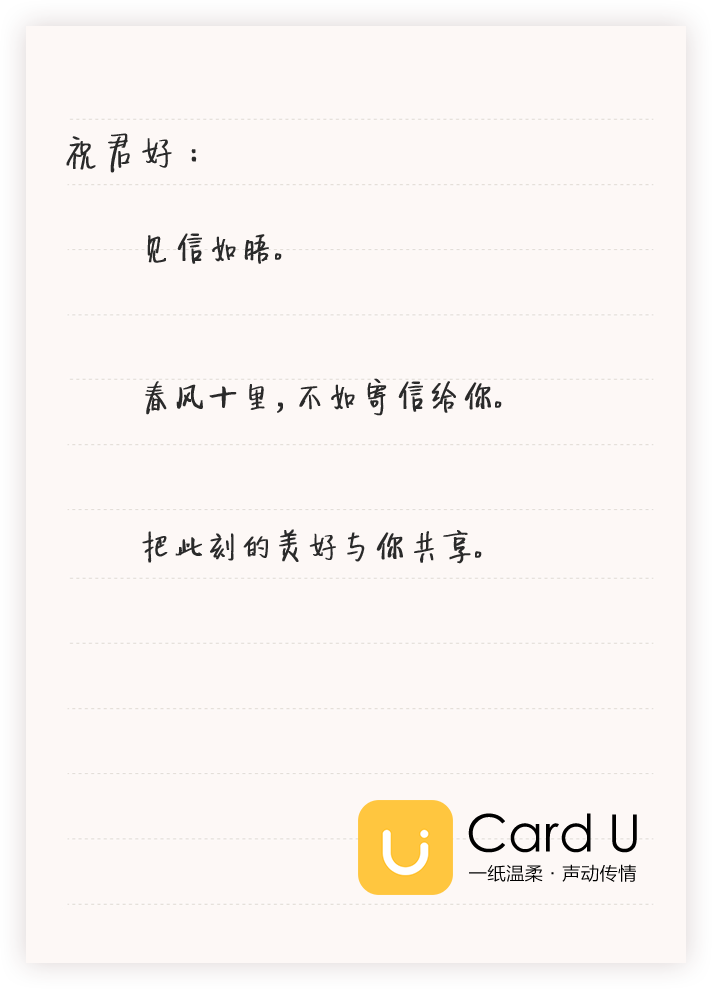 祝君好：
见信如晤。
春风十里，不如寄信给你。
把此刻的美好与你共享。
Card U
一纸温柔 · 声动传情